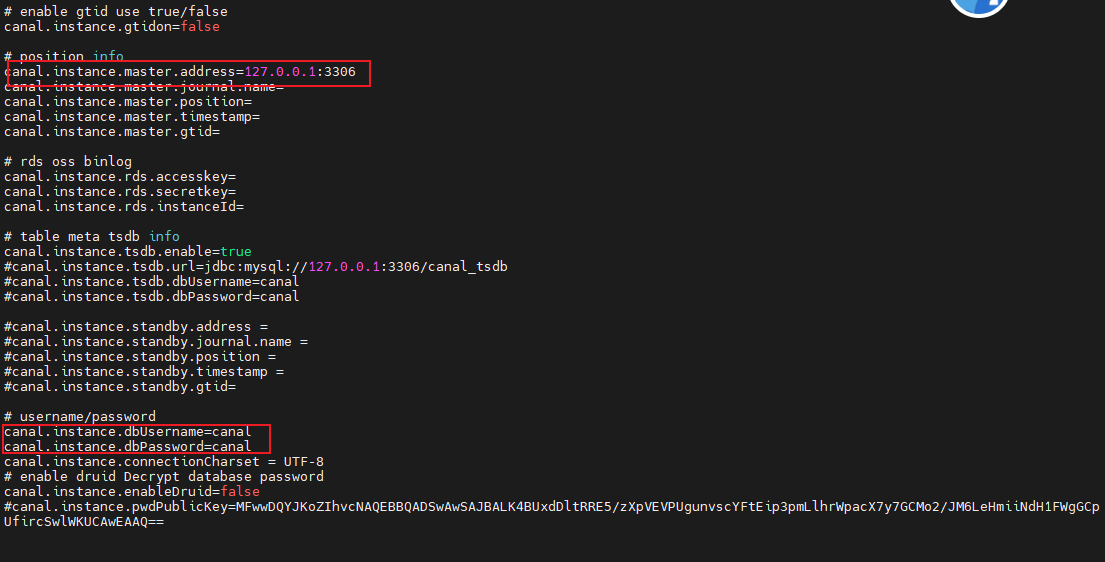 # enable gtid use true/false
canal.instance.gtidon=false
# position info
canal.instance.master.address=127.0.0.1:3306
canal.instance.master.journal.name=
canal.instance.master.position=
canal.instance.master.timestamp=
canal.instance.master.gtid=
# rds oss binlog
canal.instance.rds.accesskey=
canal.instance.rds.secretkey=
canal.instance.rds.instanceId=
# table meta tsdb info
canal.instance.tsdb.enable=true
#canal.instance.tsdb.url=jdbc:mysql://127.0.0.1:3306/canal_tsdb
#canal.instance.tsdb.dbUsername=canal
#canal.instance.tsdb.dbPassword=canal
#canal.instance.standby.address =
#canal.instance.standby.journal.name =
#canal.instance.standby.position =
#canal.instance.standby.timestamp =
#canal.instance.standby.gtid=
# username/password
canal.instance.dbUsername=canal
canal.instance.dbPassword=canal
canal.instance.connectionCharset = UTF-8
# enable druid Decrypt database password
canal.instance.enableDruid=false
#canal.instance.pwdPublicKey=MFwwDQYJKoZIhvcNAQEBBQADSwAwSAJBALK4BUxdDltRRE5/zXpVEVPUgunvscYFtEip3pmLlhrWpacX7y7GCMo2/JM6LeHmiiNdH1FWgGCp
UfircSwlWKUCAwEAAQ==